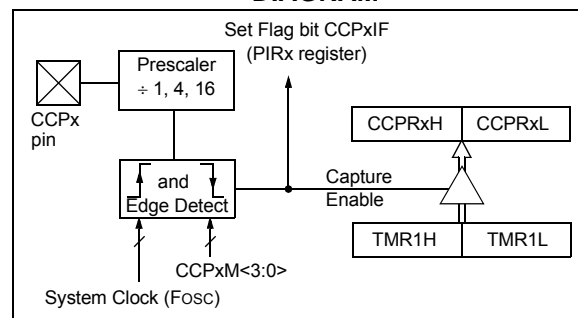 DIAGRAM
Set Flag bit CCPxIF
(PIRx register)
Prescaler
÷ 1, 4, 16
CCPx
pin
CCPRxH
CCPRxL
and
Edge Detect
Capture
Enable
TMR1H
TMR1L
CCPxM<3:0>
System Clock (FOSC)